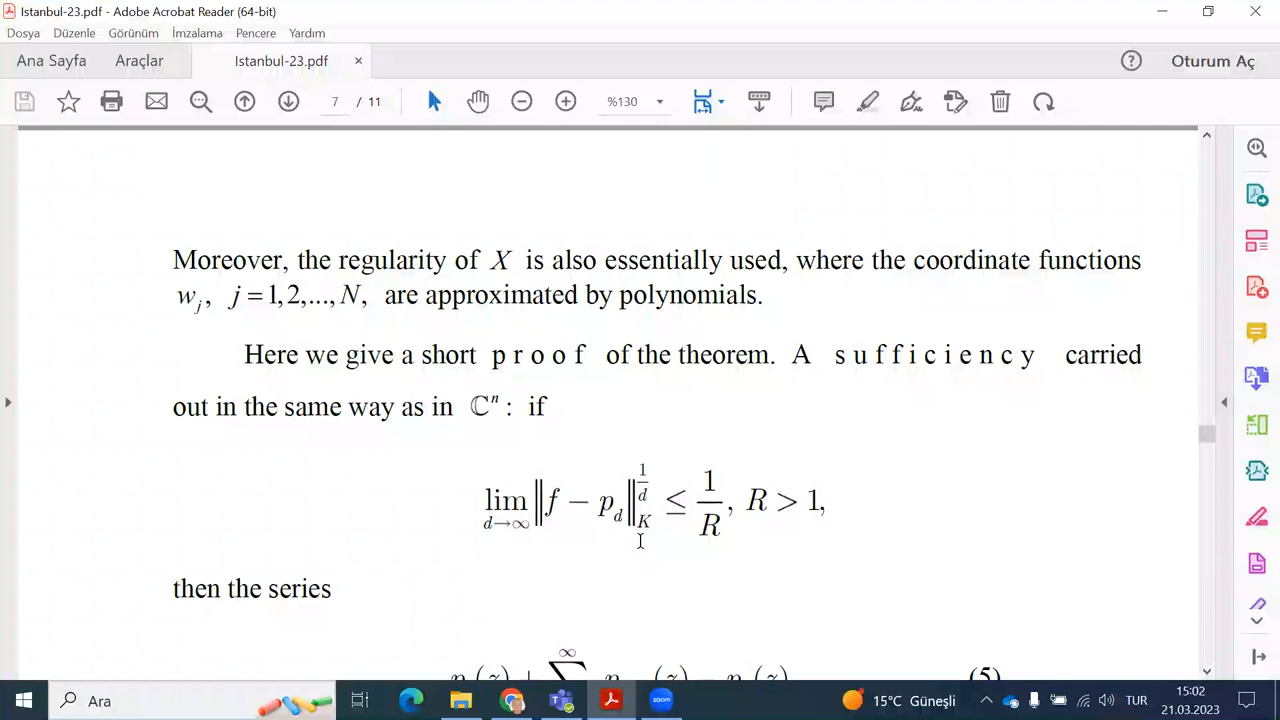 Istanbul-23.pdf - Adobe Acrobat Reader (64-bit)
Dosya Düzenle Görünüm İmzalama Pencere Yardım
Ana Sayfa Araçlar Istanbul-23.pdf × Oturum Aç
7 / 11 %130
Moreover, the regularity of X is also essentially used, where the coordinate functions
w_j, j = 1,2,...,N, are approximated by polynomials.
Here we give a short proof of the theorem. A sufficiency carried
out in the same way as in ℂⁿ: if
lim_{d→∞} ‖f − p_d‖_K^{1/d} ≤ 1/R, R > 1,
then the series
∞
(5)
Ara 15°C Güneşli TUR 15:02
21.03.2023